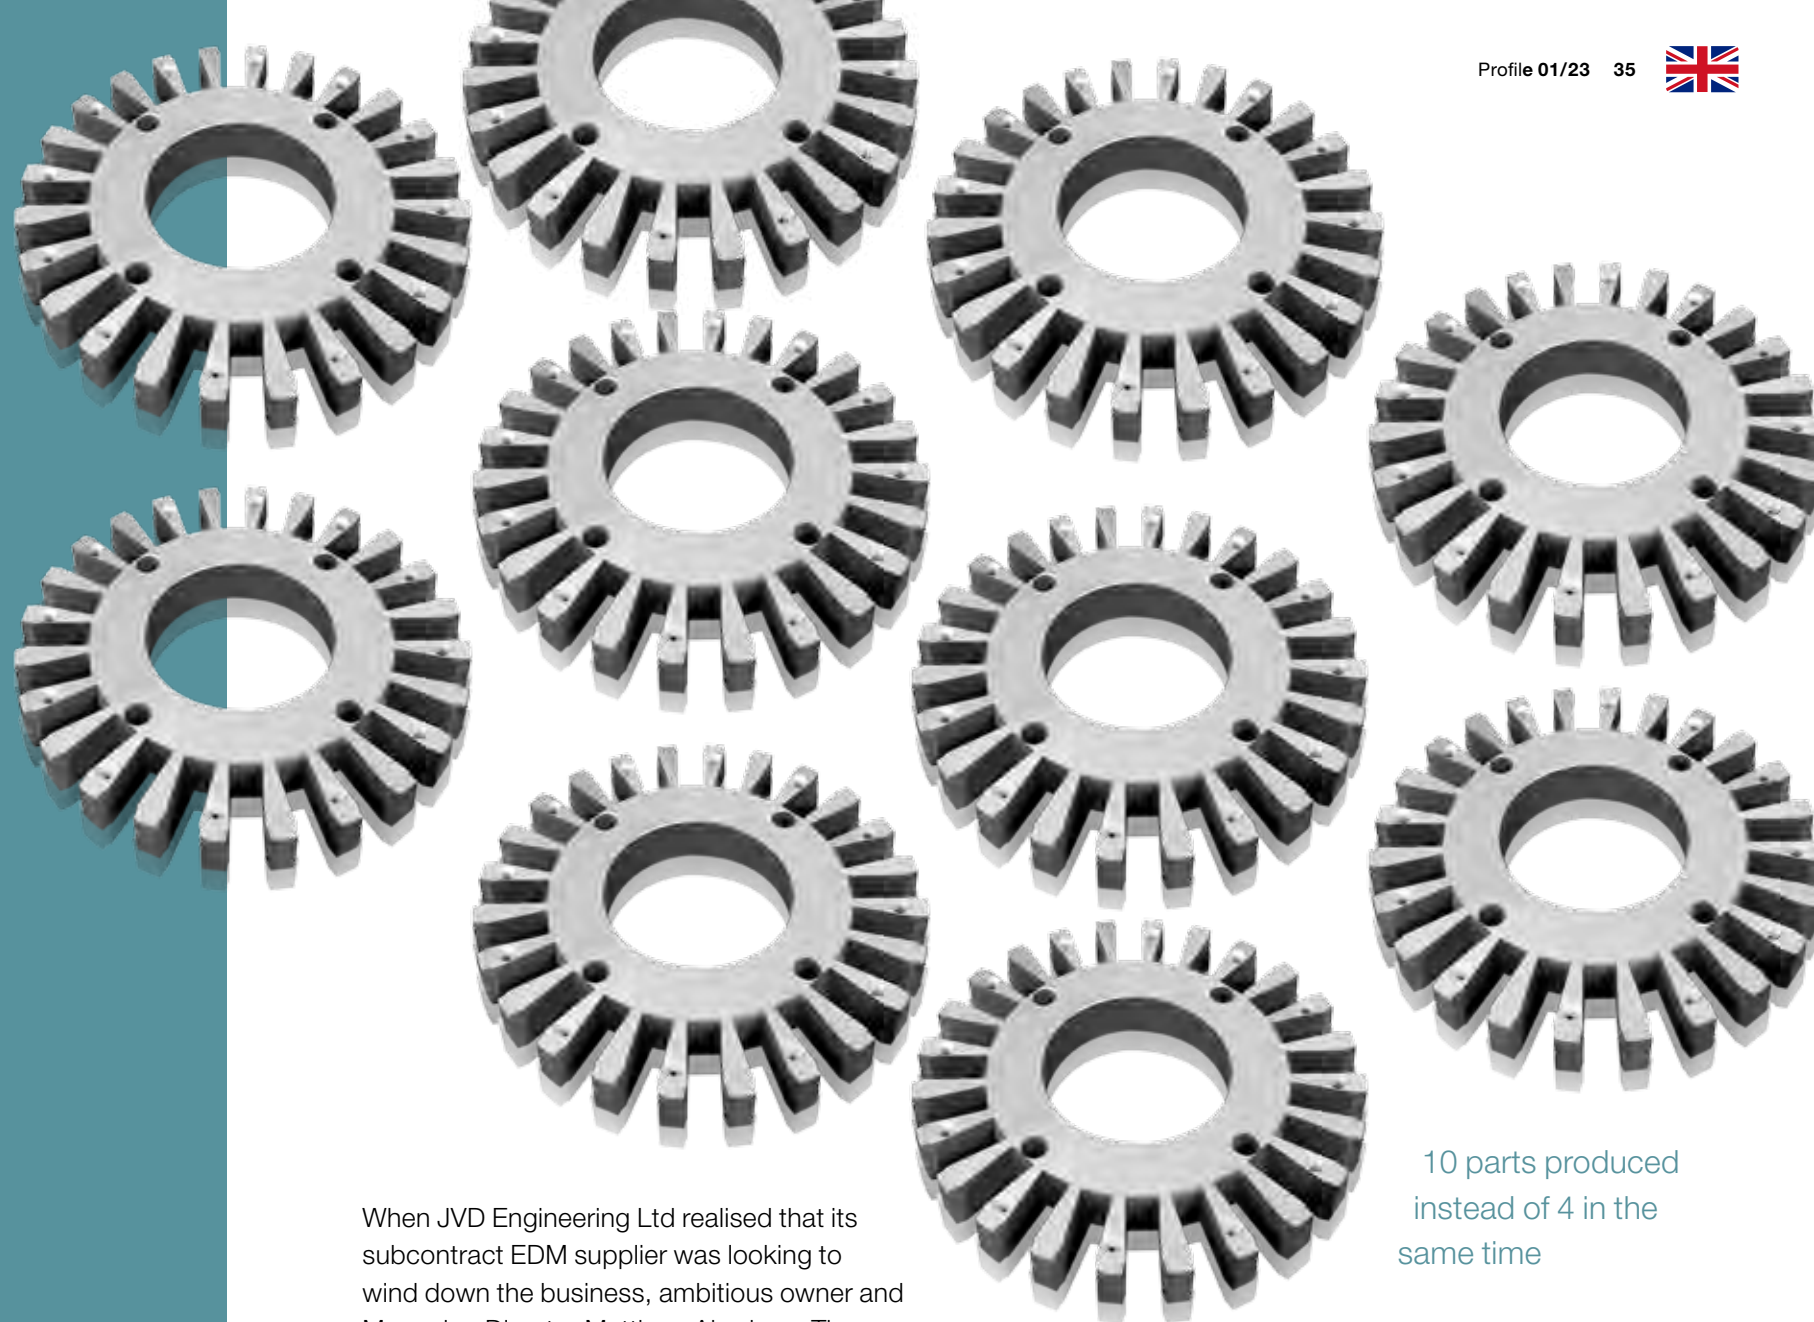 Profile 01/23 35
10 parts produced
instead of 4 in the
same time
When JVD Engineering Ltd realised that its
subcontract EDM supplier was looking to
wind down the business, ambitious owner and